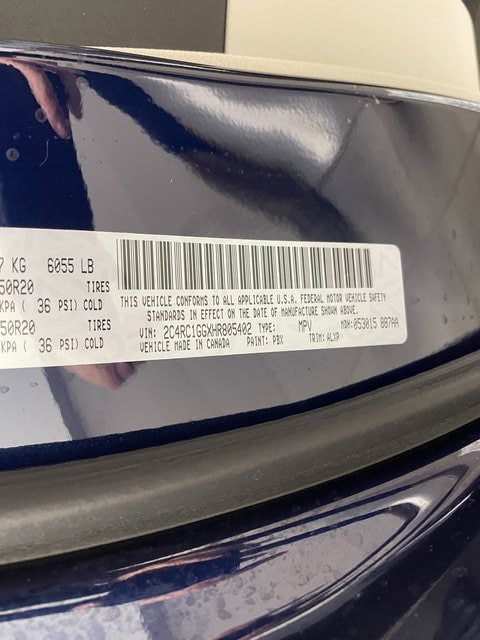 7 KG 6055 LB
50R20 TIRES
KPA ( 36 PSI) COLD
50R20 TIRES
KPA ( 36 PSI) COLD
THIS VEHICLE CONFORMS TO ALL APPLICABLE U.S.A. FEDERAL MOTOR VEHICLE SAFETY
STANDARDS IN EFFECT ON THE DATE OF MANUFACTURE SHOWN ABOVE.
VIN: 2C4RC1GGXHR805402 TYPE: MPV MDH: 053015 887AA
VEHICLE MADE IN CANADA PAINT: PBX TRIM: ALXP